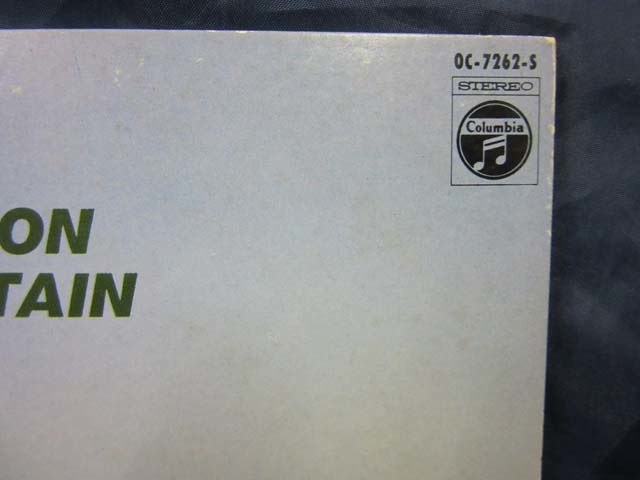 OC-7262-S
STEREO
Columbia
ON
TAIN